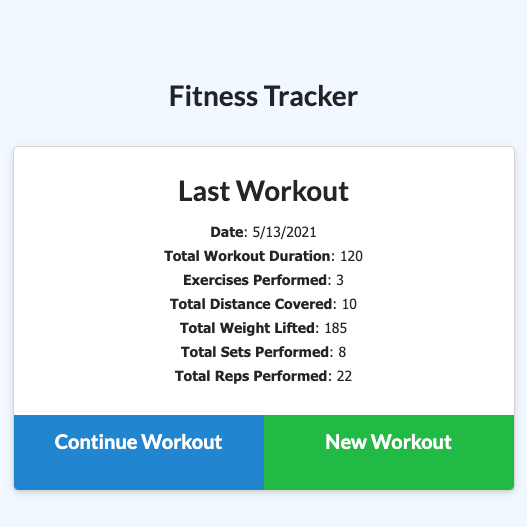 Fitness Tracker
Last Workout
Date: 5/13/2021
Total Workout Duration: 120
Exercises Performed: 3
Total Distance Covered: 10
Total Weight Lifted: 185
Total Sets Performed: 8
Total Reps Performed: 22
Continue Workout New Workout